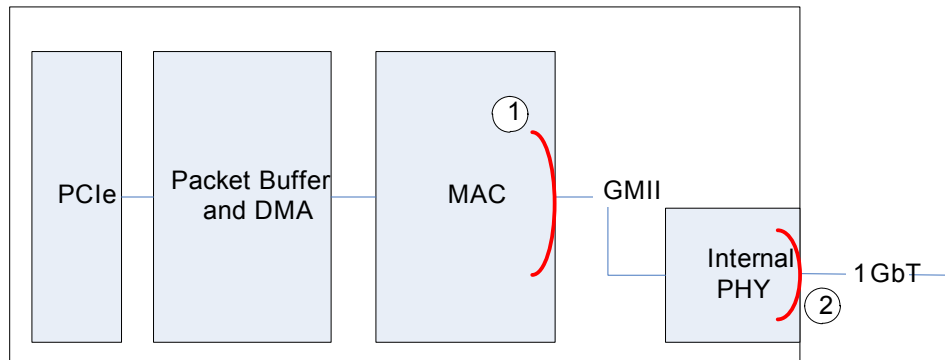 1
PCIe
Packet Buffer
and DMA
MAC
GMII
Internal
PHY
1GbT
2